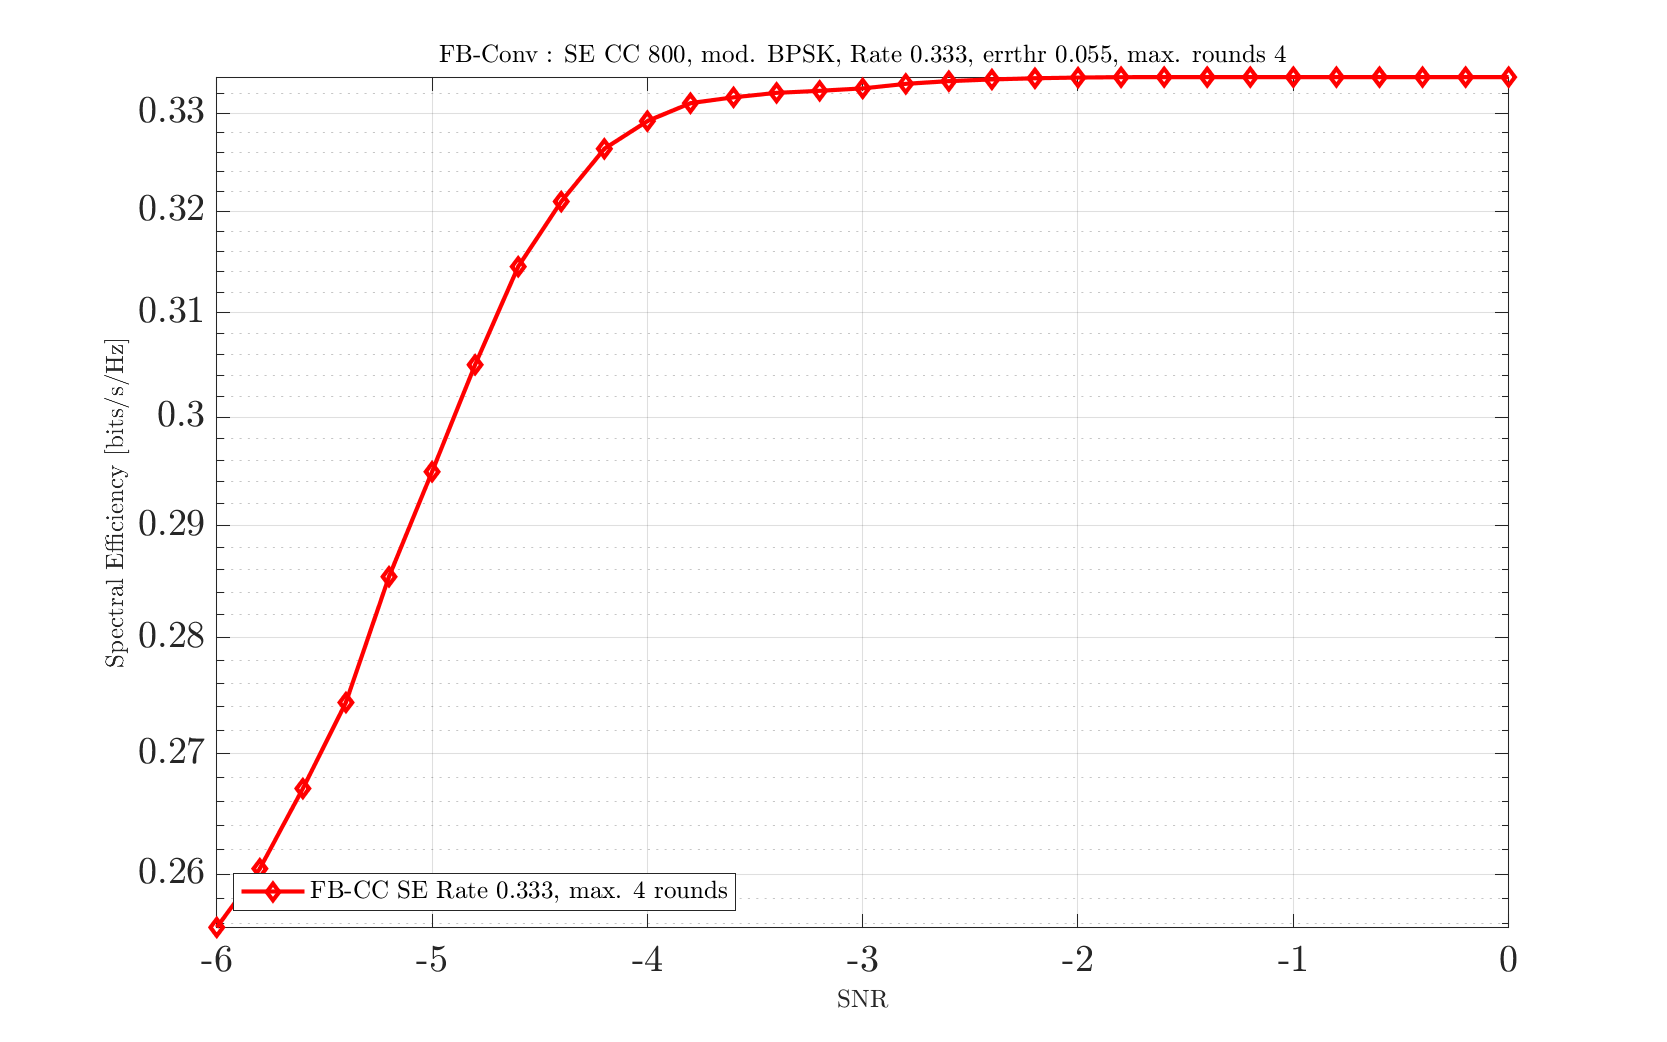 FB-Conv : SE CC 800, mod. BPSK, Rate 0.333, errthr 0.055, max. rounds 4
0.33
0.32
0.31
0.3
0.29
0.28
0.27
0.26
Spectral Efficiency [bits/s/Hz]
FB-CC SE Rate 0.333, max. 4 rounds
-6 -5 -4 -3 -2 -1 0
SNR